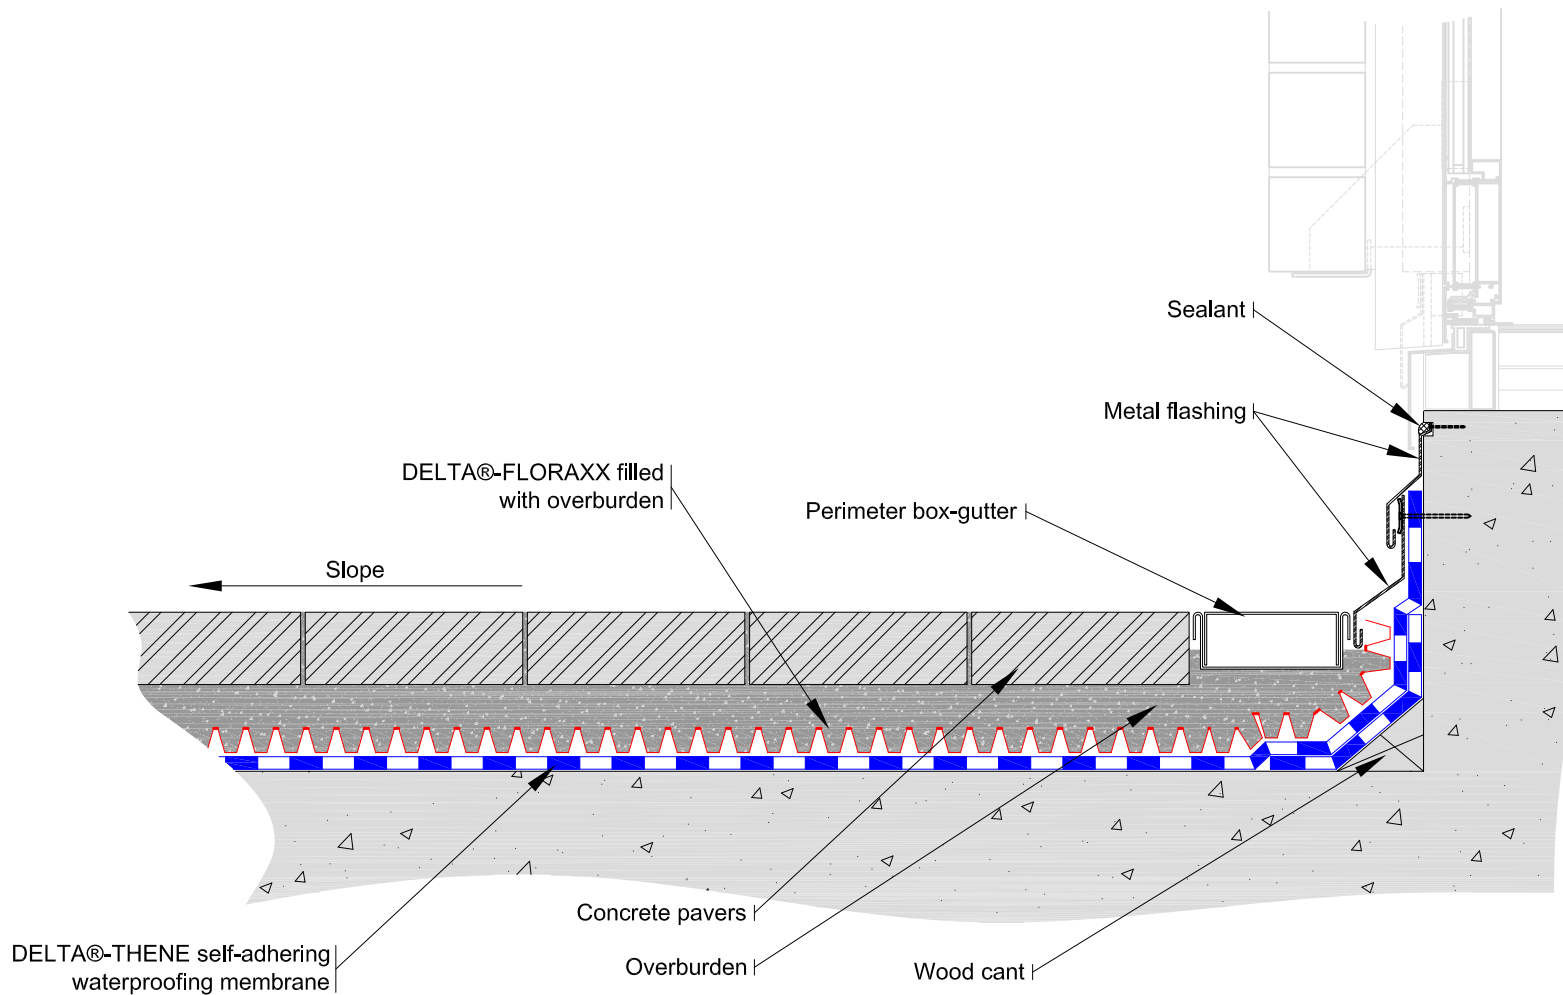 Sealant
Metal flashing
DELTA®-FLORAXX filled
with overburden
Perimeter box-gutter
Slope
Concrete pavers
DELTA®-THENE self-adhering
waterproofing membrane
Overburden
Wood cant